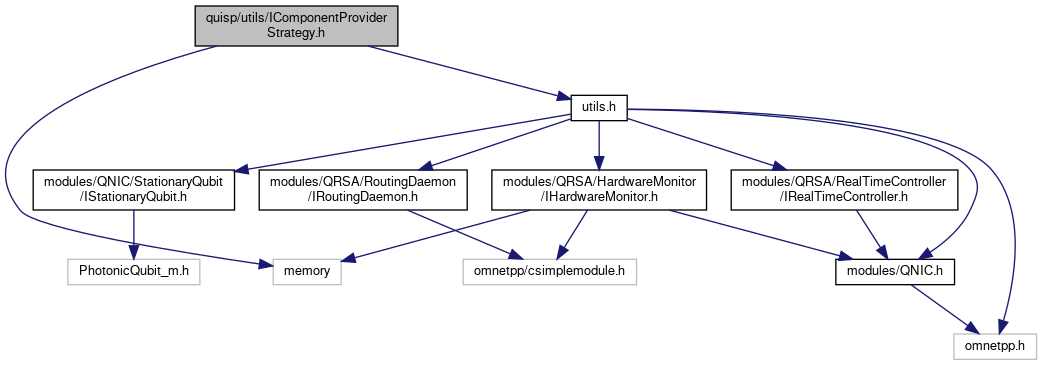 quisp/utils/IComponentProvider
Strategy.h
utils.h
modules/QNIC/StationaryQubit
/IStationaryQubit.h
modules/QRSA/RoutingDaemon
/IRoutingDaemon.h
modules/QRSA/HardwareMonitor
/IHardwareMonitor.h
modules/QRSA/RealTimeController
/IRealTimeController.h
PhotonicQubit_m.h
memory
omnetpp/csimplemodule.h
modules/QNIC.h
omnetpp.h